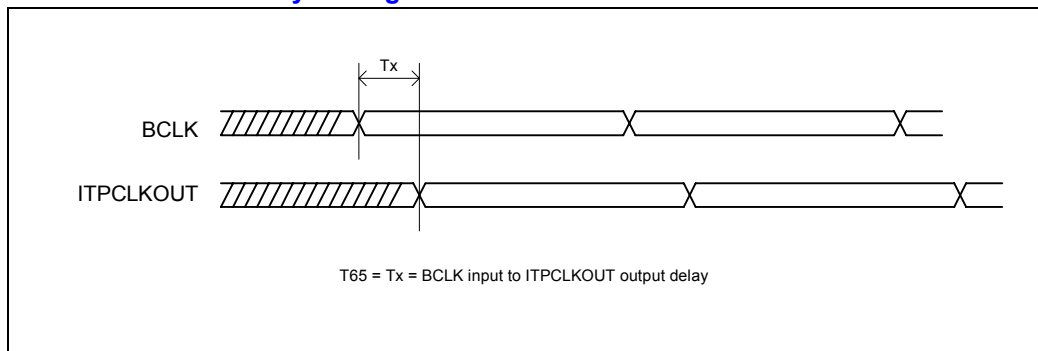 Tx
BCLK
ITPCLKOUT
T65 = Tx = BCLK input to ITPCLKOUT output delay